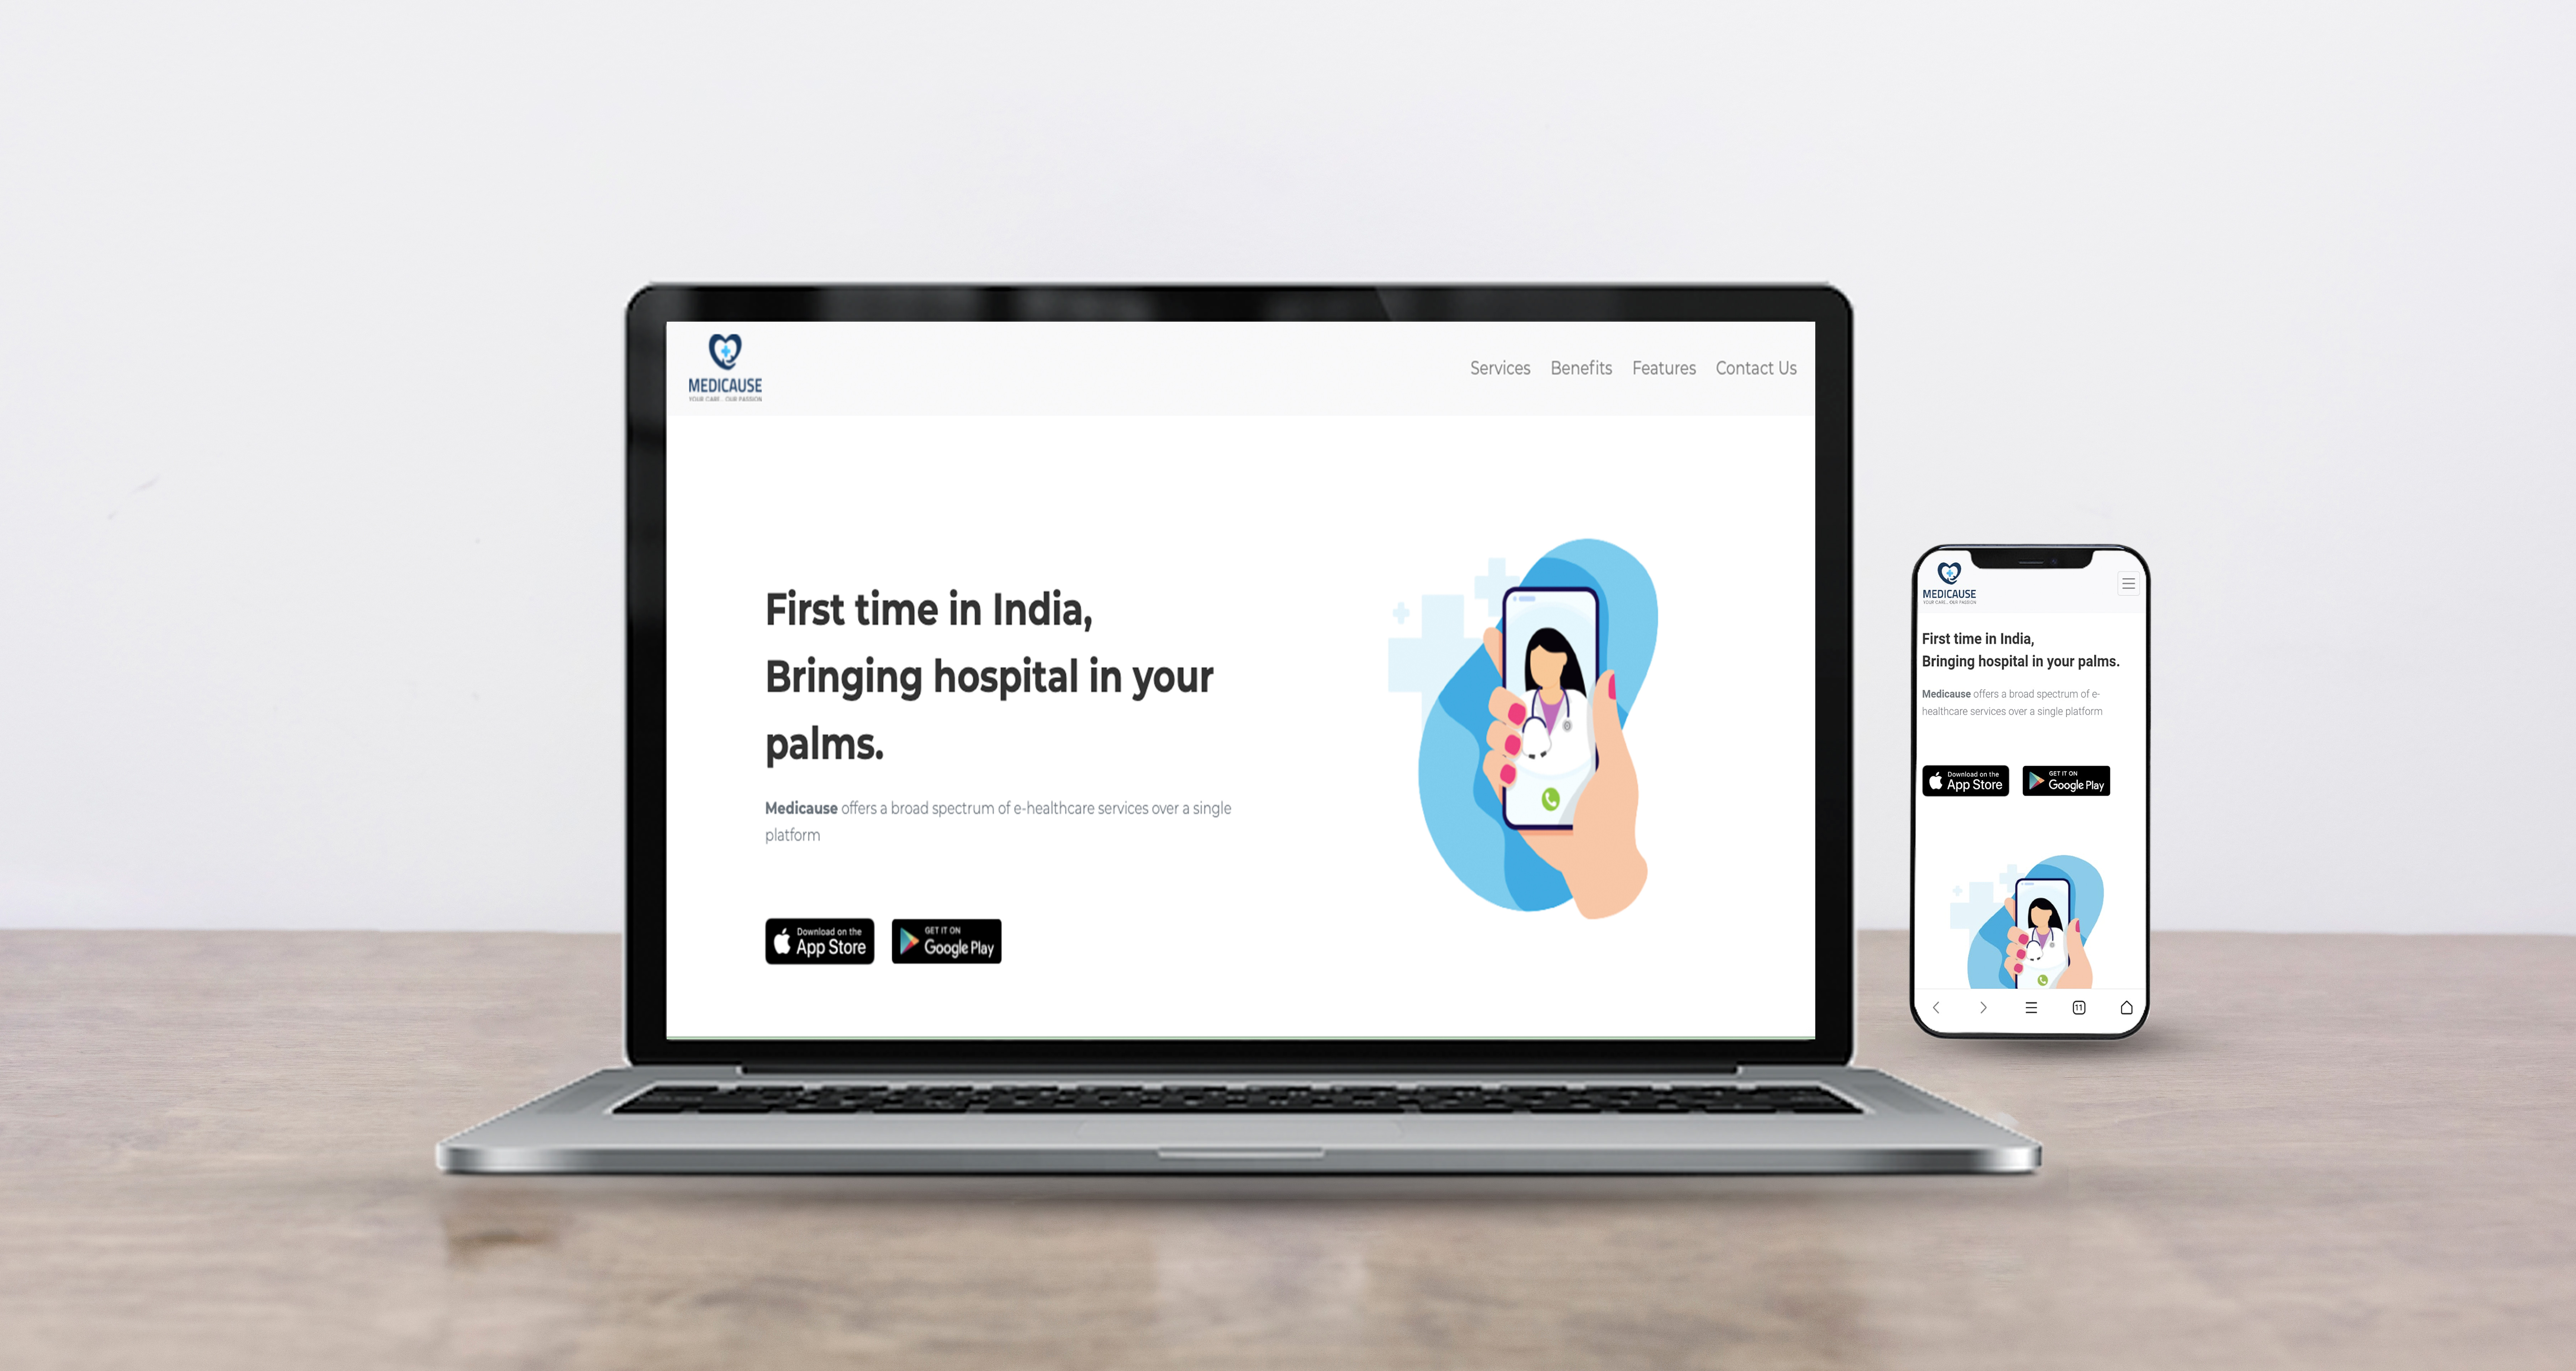 MEDICAUSE
YOUR CARE... OUR PASSION
Services Benefits Features Contact Us
First time in India,
Bringing hospital in your
palms.
Medicause offers a broad spectrum of e-healthcare services over a single
platform
Download on the
App Store
GET IT ON
Google Play
MEDICAUSE
YOUR CARE... OUR PASSION
First time in India,
Bringing hospital in your palms.
Medicause offers a broad spectrum of e-
healthcare services over a single platform
Download on the
App Store
GET IT ON
Google Play
11